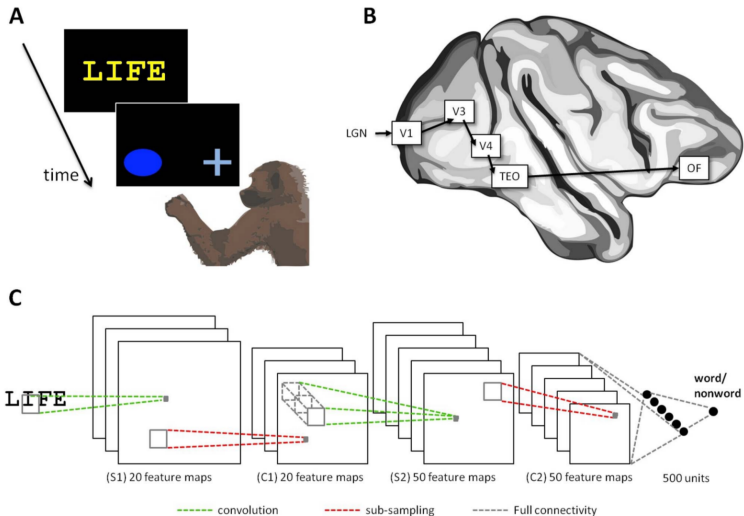 A
LIFE
time
B
LGN
V1
V3
V4
TEO
OF
C
LIFE
word/
nonword
(S1) 20 feature maps
(C1) 20 feature maps
(S2) 50 feature maps
(C2) 50 feature maps
500 units
convolution
sub-sampling
Full connectivity